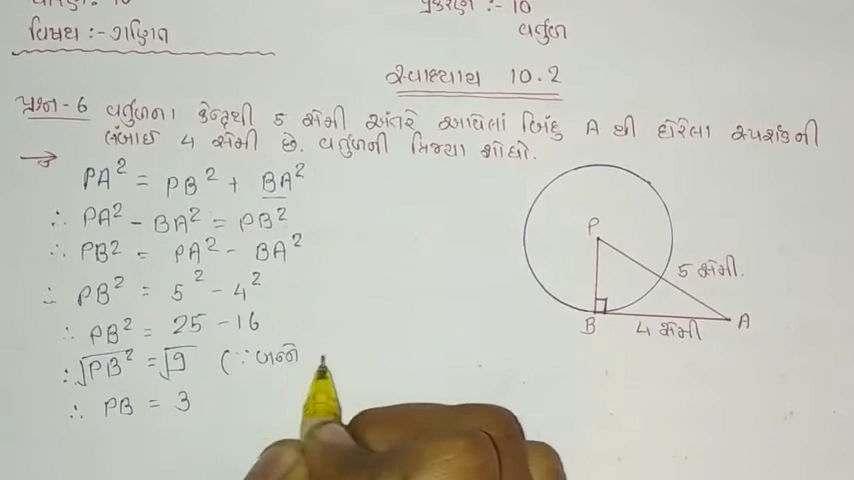 પ્રકરણ :- 10
વિષય :- ગણિત
વર્તુળ
સ્વાધ્યાય 10.2
પ્રશ્ન - 6 વર્તુળના કેન્દ્રથી 5 સેમી અંતરે આવેલાં બિંદુ A થી દોરેલા સ્પર્શકની
લંબાઈ 4 સેમી છે. વર્તુળની ત્રિજ્યા શોધો.
→ PA² = PB² + BA²
∴ PA² - BA² = PB²
∴ PB² = PA² - BA²
∴ PB² = 5² - 4²
∴ PB² = 25 - 16
∴ √PB² = √9 (∵ બન્ને
∴ PB = 3
P
5 સેમી.
B
4 સેમી
A